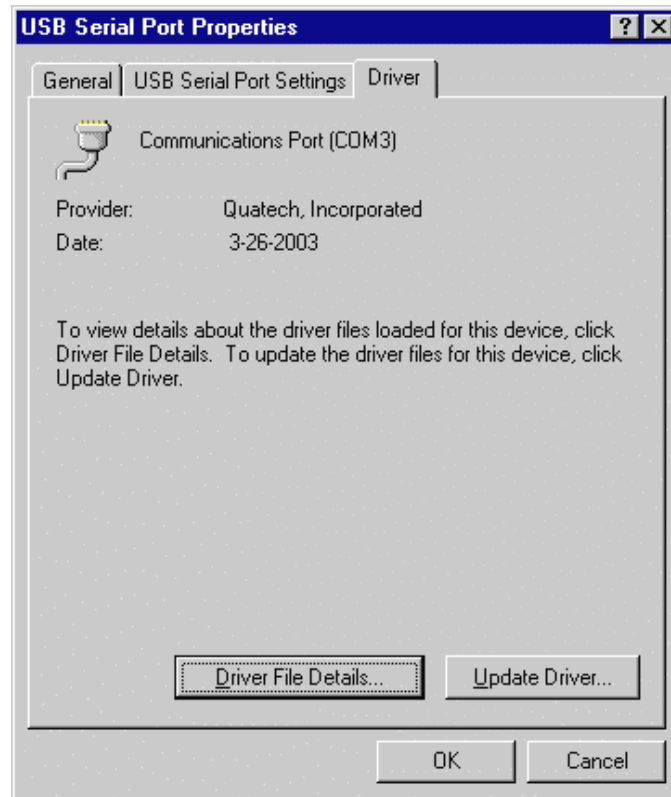 USB Serial Port Properties
General USB Serial Port Settings Driver
Communications Port (COM3)
Provider: Quatech, Incorporated
Date: 3-26-2003
To view details about the driver files loaded for this device, click
Driver File Details. To update the driver files for this device, click
Update Driver.
Driver File Details... Update Driver...
OK Cancel